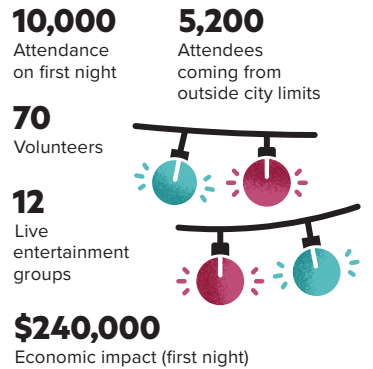 10,000
Attendance
on first night
5,200
Attendees
coming from
outside city limits
70
Volunteers
12
Live
entertainment
groups
$240,000
Economic impact (first night)